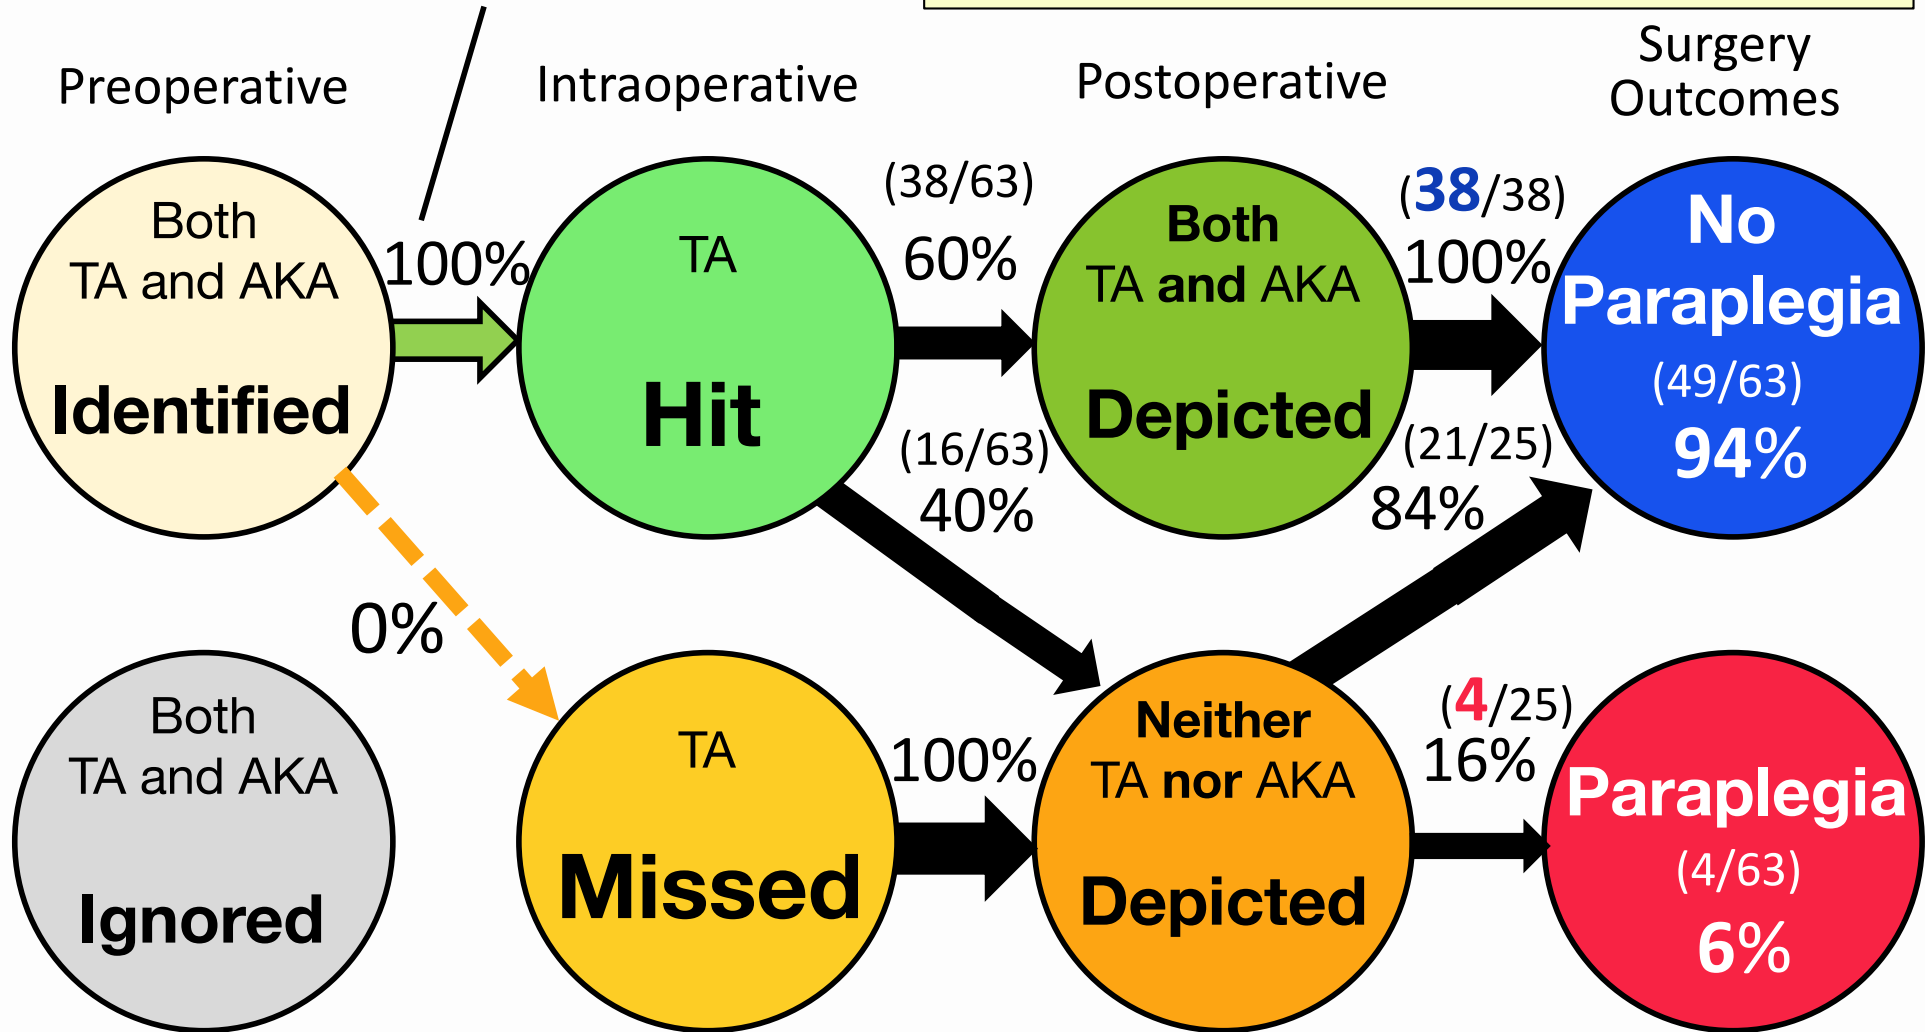 Preoperative
Intraoperative
Postoperative
Surgery
Outcomes
Both
TA and AKA
Identified
100%
TA
Hit
(38/63)
60%
Both
TA and AKA
Depicted
(38/38)
100%
No
Paraplegia
(49/63)
94%
(16/63)
40%
(21/25)
84%
0%
Both
TA and AKA
Ignored
TA
Missed
100%
Neither
TA nor AKA
Depicted
(4/25)
16%
Paraplegia
(4/63)
6%